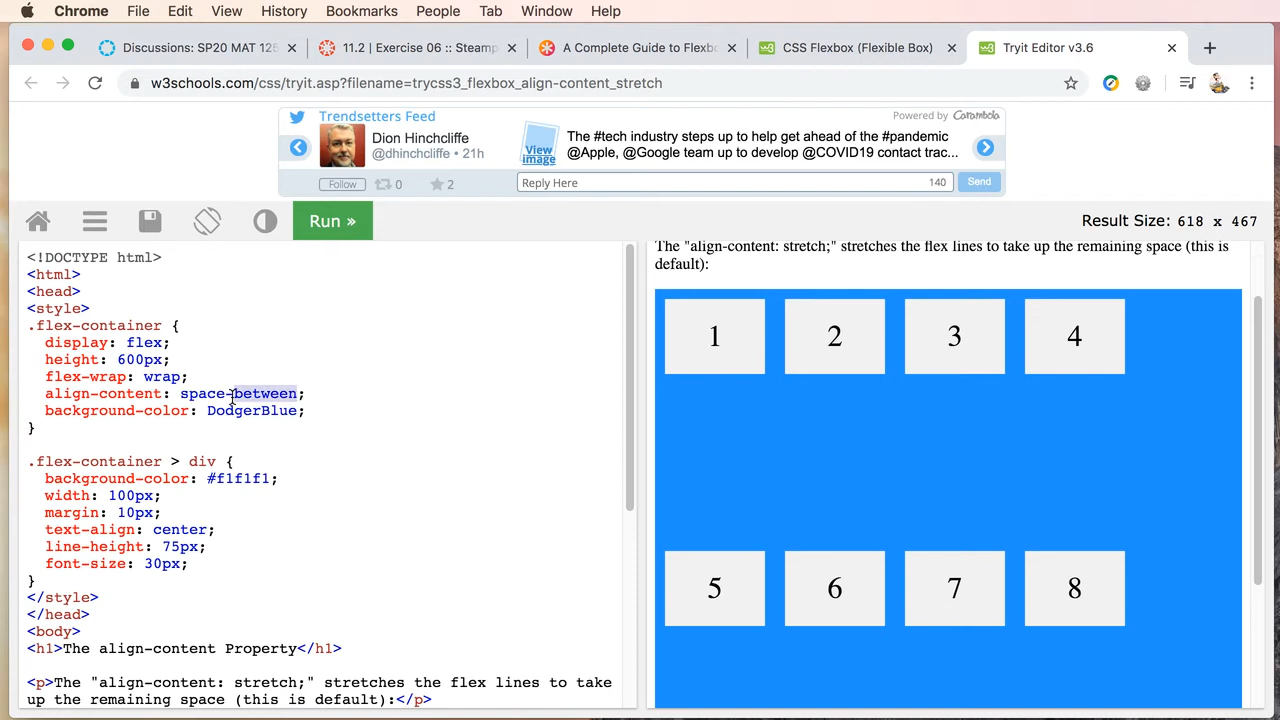 Chrome File Edit View History Bookmarks People Tab Window Help
Discussions: SP20 MAT 125
11.2 | Exercise 06 :: Steamp
A Complete Guide to Flexbo
CSS Flexbox (Flexible Box)
Tryit Editor v3.6
w3schools.com/css/tryit.asp?filename=trycss3_flexbox_align-content_stretch
Trendsetters Feed
Powered by Carambola
Dion Hinchcliffe
@dhinchcliffe • 21h
View image
The #tech industry steps up to help get ahead of the #pandemic
@Apple, @Google team up to develop @COVID19 contact trac...
Follow 0 2
Reply Here 140 Send
Run »
Result Size: 618 x 467
<!DOCTYPE html>
<html>
<head>
<style>
.flex-container {
display: flex;
height: 600px;
flex-wrap: wrap;
align-content: space-between;
background-color: DodgerBlue;
}
.flex-container > div {
background-color: #f1f1f1;
width: 100px;
margin: 10px;
text-align: center;
line-height: 75px;
font-size: 30px;
}
</style>
</head>
<body>
<h1>The align-content Property</h1>
<p>The "align-content: stretch;" stretches the flex lines to take
up the remaining space (this is default):</p>
The "align-content: stretch;" stretches the flex lines to take up the remaining space (this is
default):
1 2 3 4
5 6 7 8